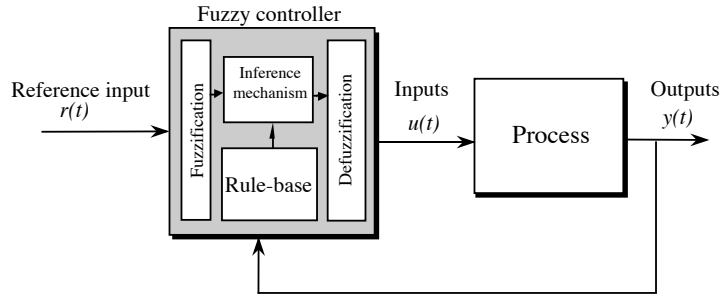 Fuzzy controller
Reference input
r(t)
Fuzzification
Inference
mechanism
Rule-base
Defuzzification
Inputs
u(t)
Process
Outputs
y(t)